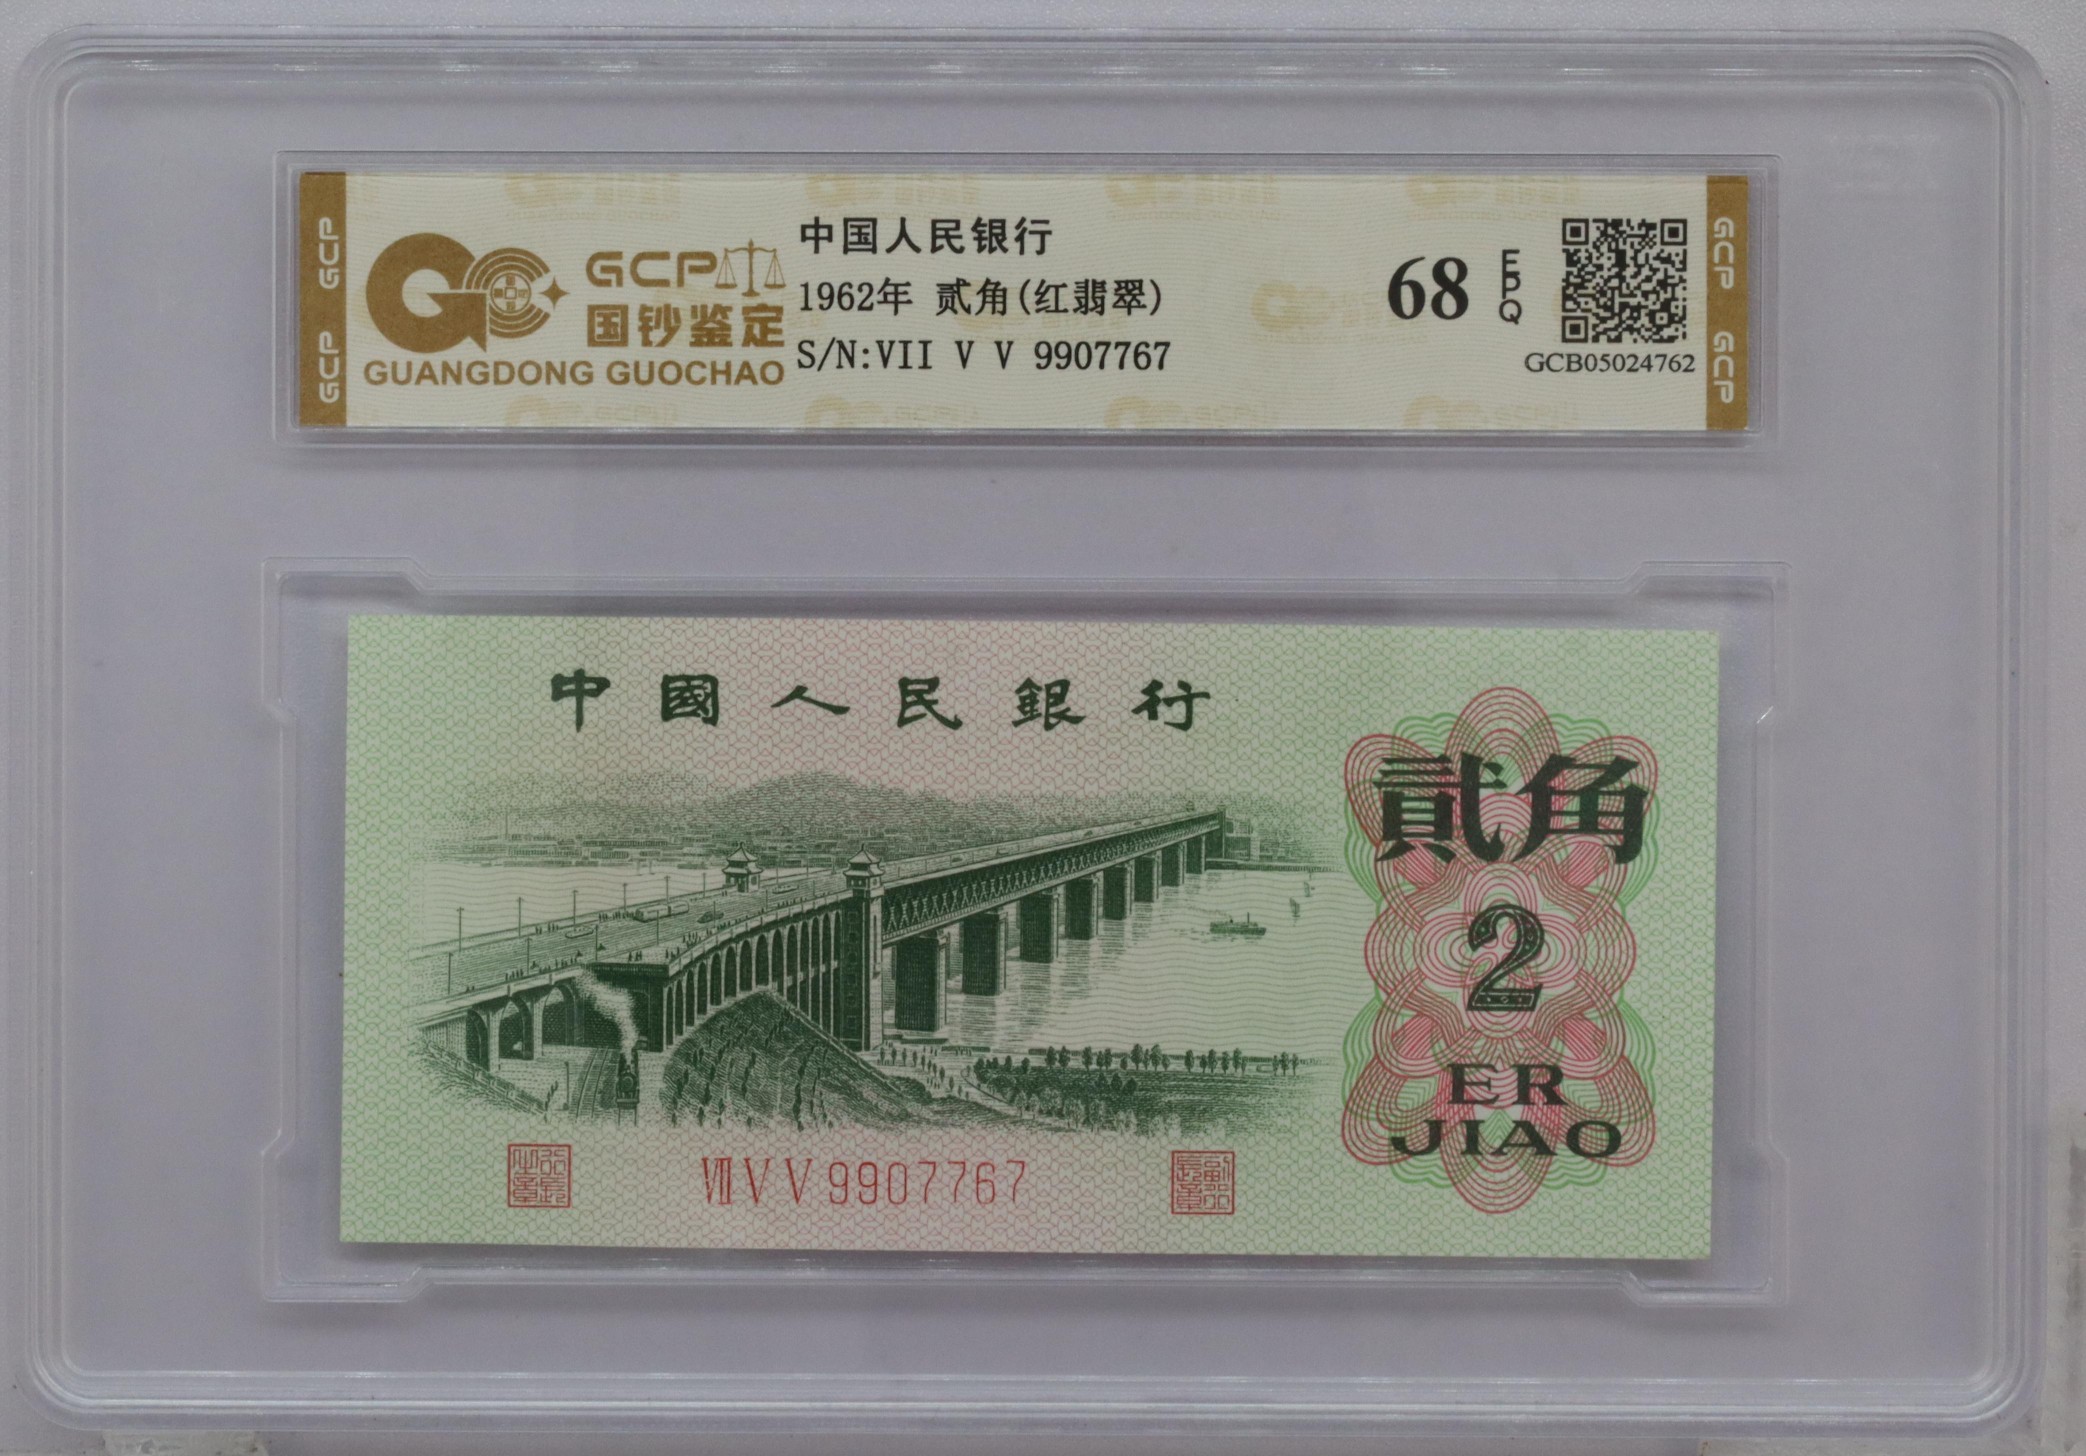 GCP GCP
GCP
国钞鉴定
GUANGDONG GUOCHAO
中国人民银行
1962年 贰角(红翡翠)
S/N:VII V V 9907767
68 EPQ
GCB05024762
GCP GCP
中國人民銀行
貳角
2
ER
JIAO
VIIVV9907767